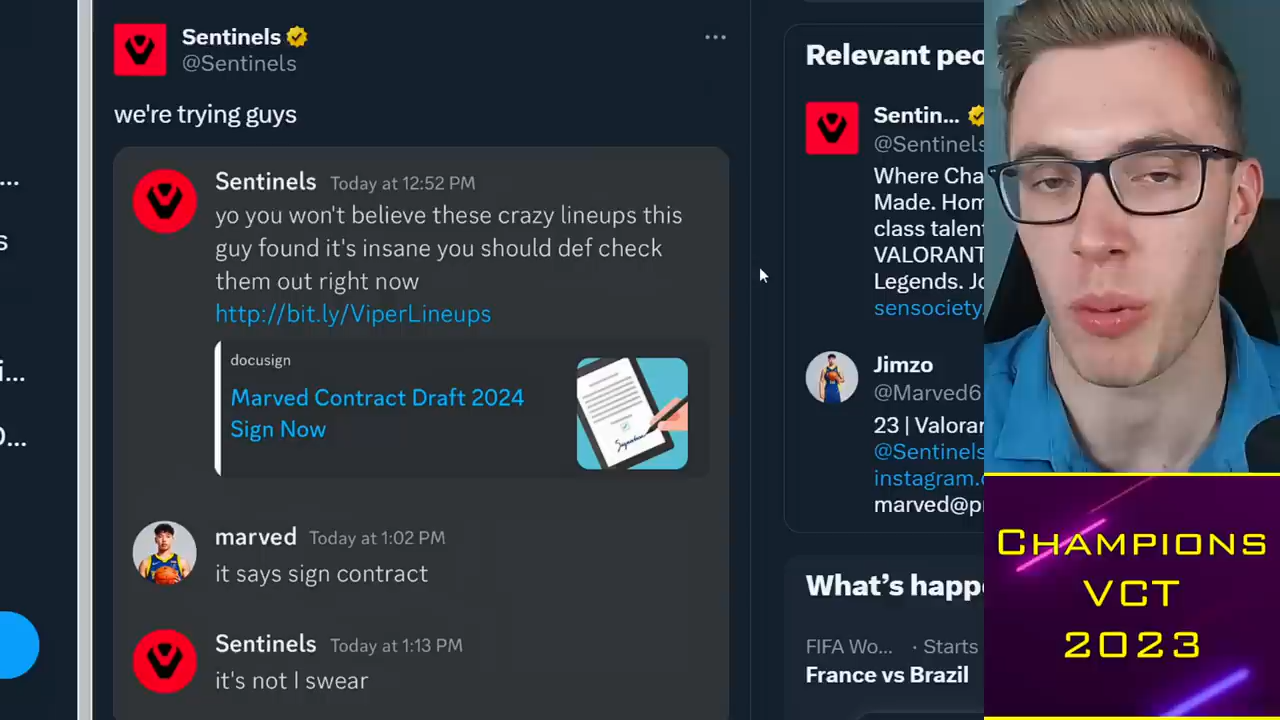 ...
s
i...
D...
Sentinels
@Sentinels
we're trying guys
Sentinels Today at 12:52 PM
yo you won't believe these crazy lineups this
guy found it's insane you should def check
them out right now
http://bit.ly/ViperLineups
docusign
Marved Contract Draft 2024
Sign Now
marved Today at 1:02 PM
it says sign contract
Sentinels Today at 1:13 PM
it's not I swear
Relevant peo
Sentin...
@Sentinels
Where Cha
Made. Hom
class talen
VALORANT
Legends. Jo
sensociety.
Jimzo
@Marved6
23 | Valorar
@Sentinels
instagram.c
marved@pr
What's happe
FIFA Wo... · Starts
France vs Brazil
CHAMPIONS
VCT
2023